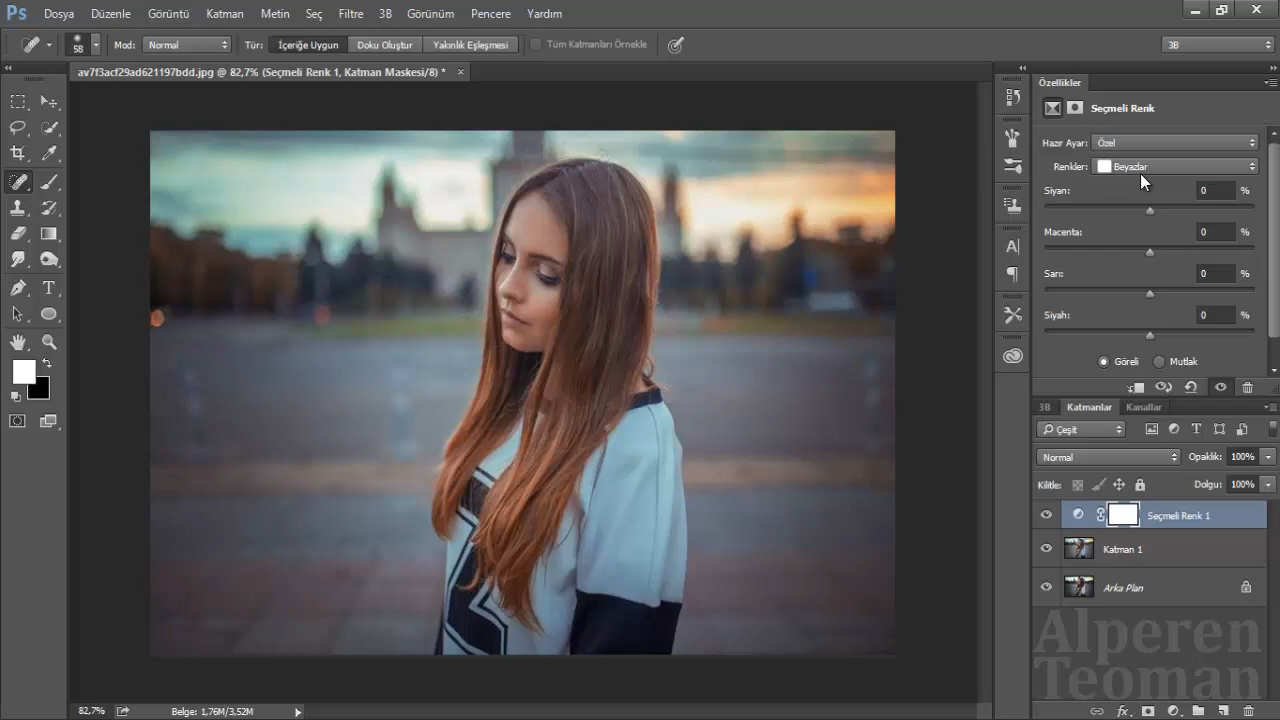 Ps Dosya Düzenle Görüntü Katman Metin Seç Filtre 3B Görünüm Pencere Yardım
58 Mod: Normal Tür: İçeriğe Uygun Doku Oluştur Yakınlık Eşleşmesi Tüm Katmanları Örnekle 3B
av7f3acf29ad621197bdd.jpg @ 82,7% (Seçmeli Renk 1, Katman Maskesi/8) *
Özellikler
Seçmeli Renk
Hazır Ayar: Özel
Renkler: Beyazlar
Siyan: 0 %
Macenta: 0 %
Sarı: 0 %
Siyah: 0 %
Göreli Mutlak
3B Katmanlar Kanallar
Çeşit
Normal Opaklık: 100%
Kilitle: Dolgu: 100%
Seçmeli Renk 1
Katman 1
Arka Plan
Alperen
Teoman
82,7% Belge: 1,76M/3,52M